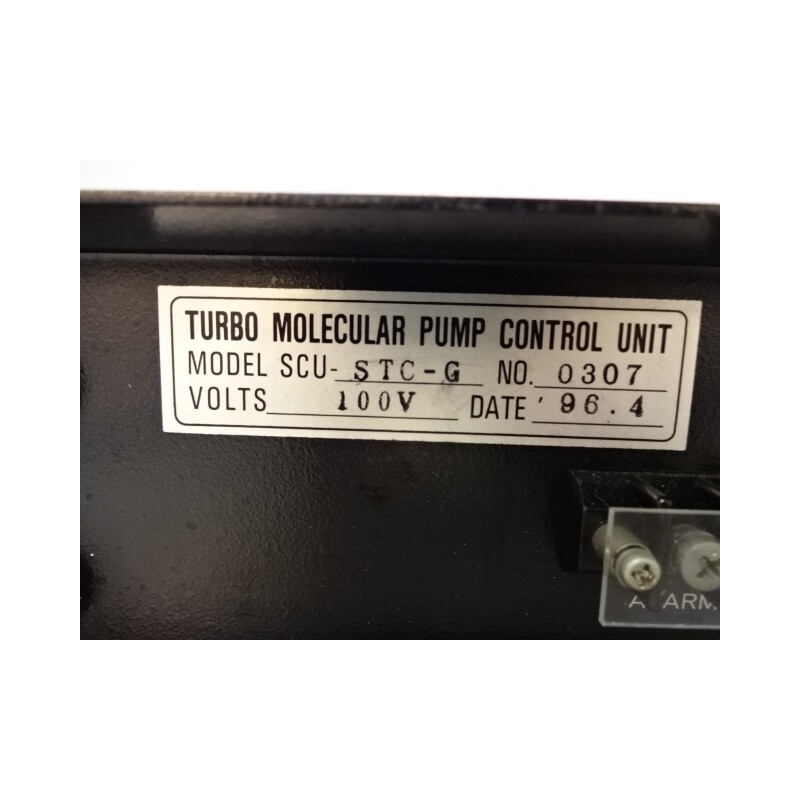 TURBO MOLECULAR PUMP CONTROL UNIT
MODEL SCU-STC-G NO. 0307
VOLTS 100V DATE '96.4